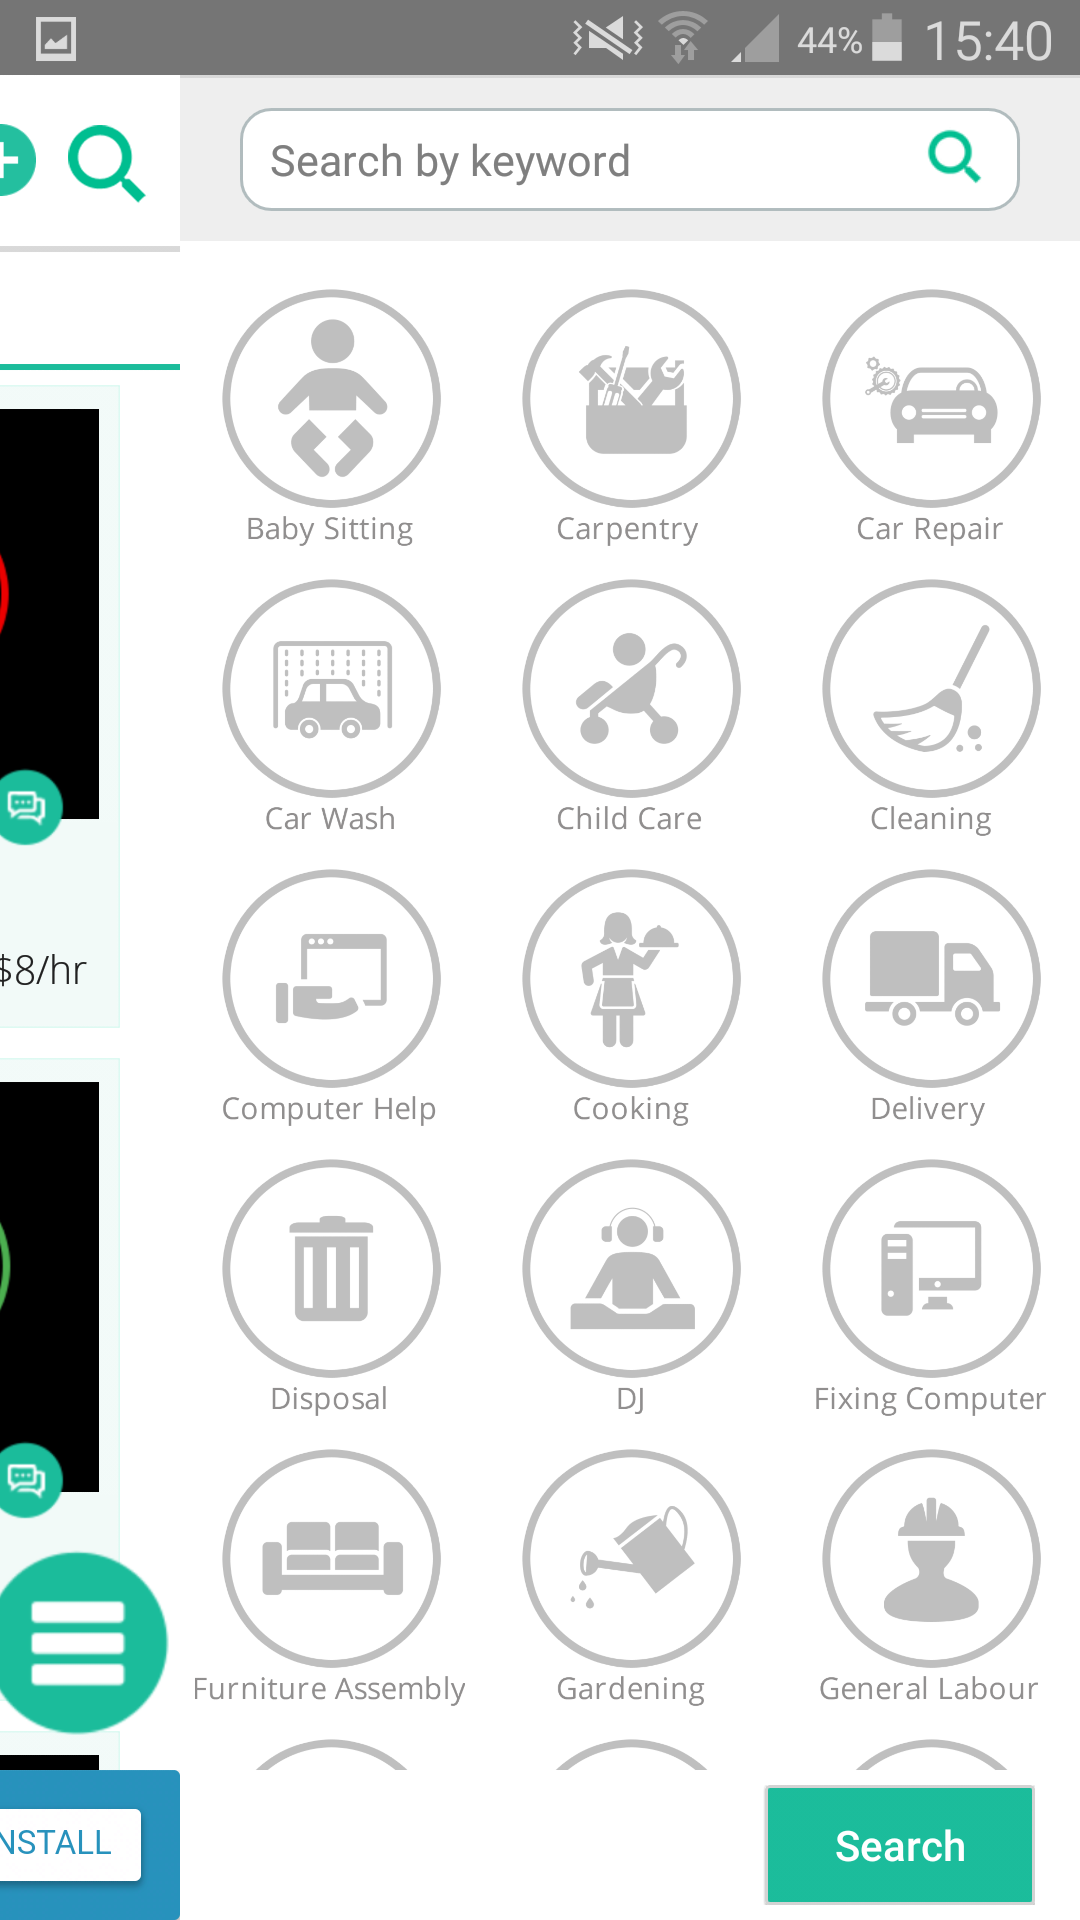 44% 15:40
Search by keyword
Baby Sitting Carpentry Car Repair
Car Wash Child Care Cleaning
$8/hr
Computer Help Cooking Delivery
Disposal DJ Fixing Computer
Furniture Assembly Gardening General Labour
NSTALL
Search